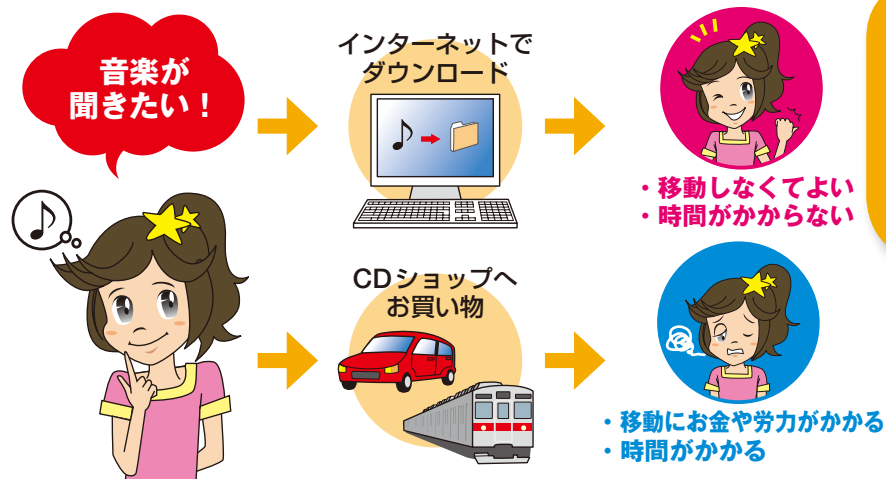 音楽が
聞きたい！
インターネットで
ダウンロード
・移動しなくてよい
・時間がかからない
CDショップへ
お買い物
・移動にお金や労力がかかる
・時間がかかる